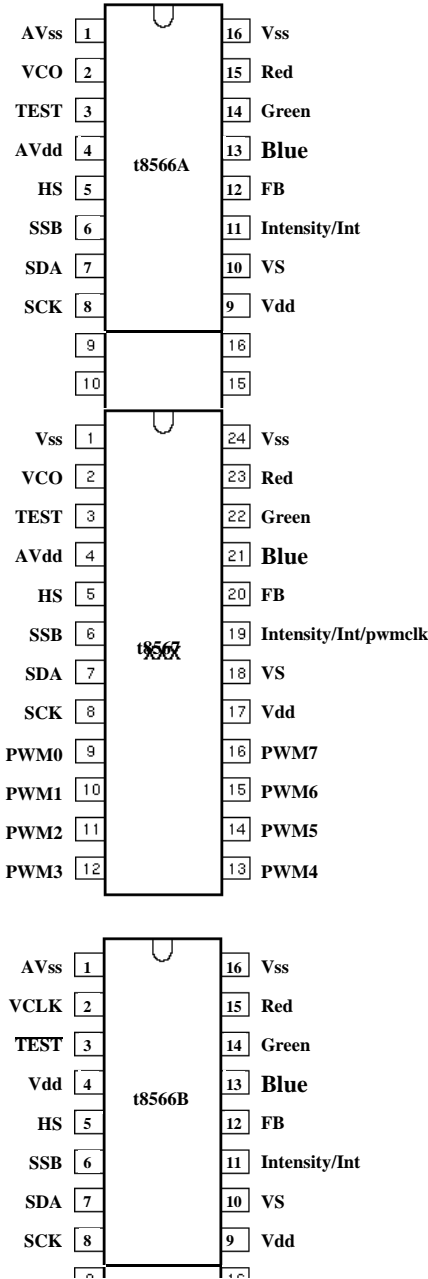 AVss 1 16 Vss
VCO 2 15 Red
TEST 3 14 Green
AVdd 4 13 Blue
t8566A
HS 5 12 FB
SSB 6 11 Intensity/Int
SDA 7 10 VS
SCK 8 9 Vdd
9 16
10 15
Vss 1 24 Vss
VCO 2 23 Red
TEST 3 22 Green
AVdd 4 21 Blue
HS 5 20 FB
SSB 6 19 Intensity/Int/pwmclk
SDA 7 18 VS
SCK 8 17 Vdd
PWM0 9 16 PWM7
PWM1 10 15 PWM6
PWM2 11 14 PWM5
PWM3 12 13 PWM4
AVss 1 16 Vss
VCLK 2 15 Red
TEST 3 14 Green
Vdd 4 13 Blue
t8566B
HS 5 12 FB
SSB 6 11 Intensity/Int
SDA 7 10 VS
SCK 8 9 Vdd